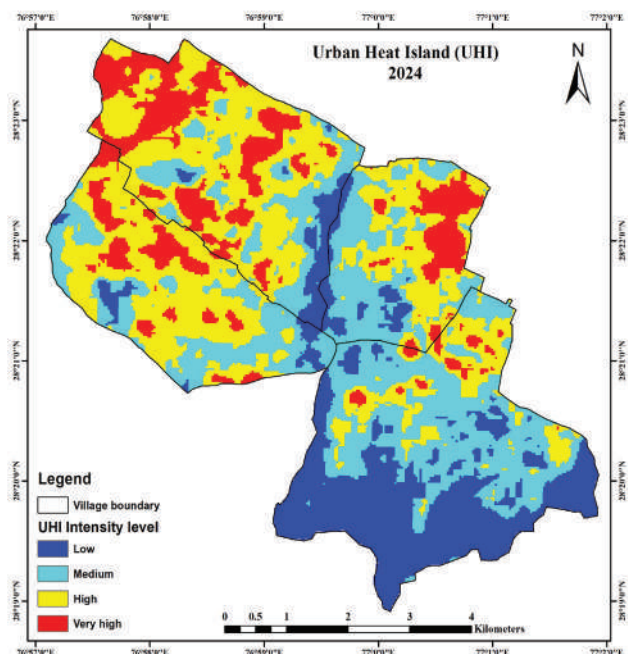 76°57'0"E 76°58'0"E 76°59'0"E 77°0'0"E 77°1'0"E 77°2'0"E
Urban Heat Island (UHI)
2024
N
28°23'0"N 28°23'0"N
28°22'0"N 28°22'0"N
28°21'0"N 28°21'0"N
28°20'0"N 28°20'0"N
28°19'0"N 28°19'0"N
Legend
Village boundary
UHI Intensity level
Low
Medium
High
Very high
0 0.5 1 2 3 4
Kilometers
76°57'0"E 76°58'0"E 76°59'0"E 77°0'0"E 77°1'0"E 77°2'0"E